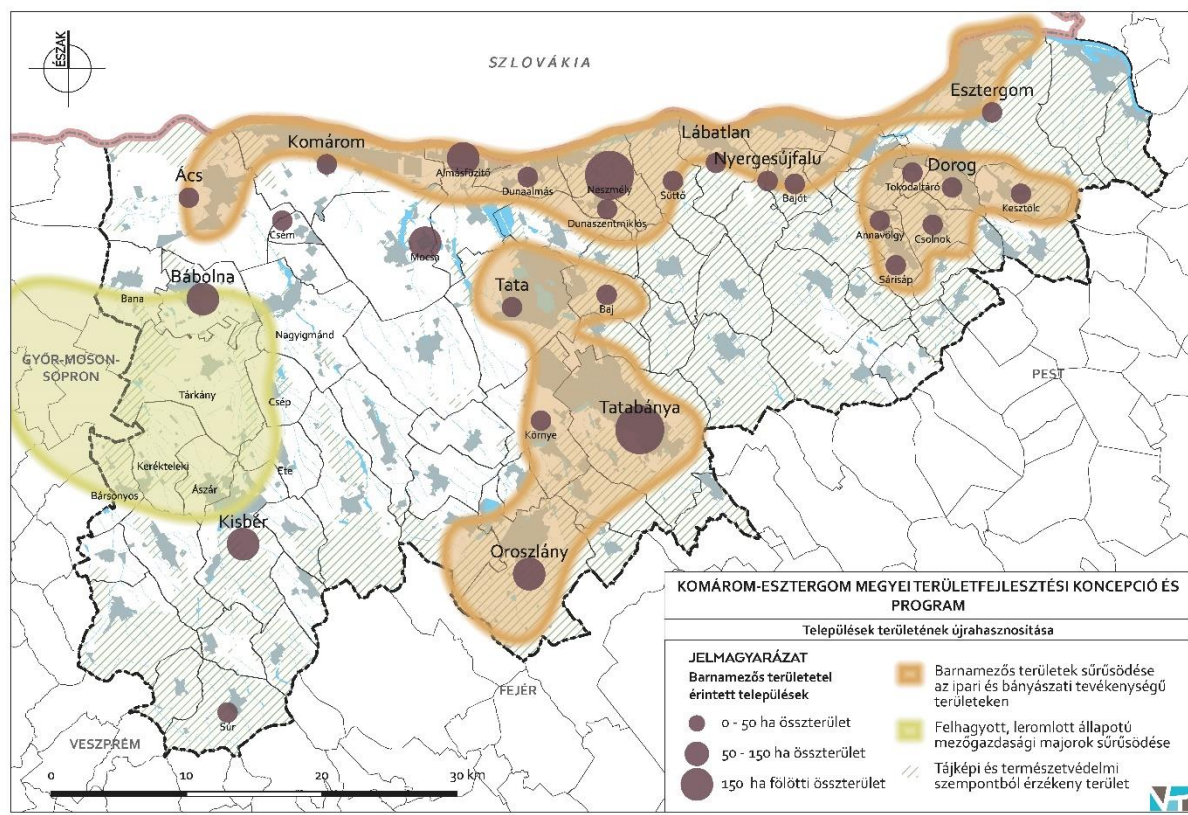 ÉSZAK
SZLOVÁKIA
Esztergom
Lábatlan
Komárom
Nyergesújfalu
Dorog
Ács
Almásfüzitő
Dunaalmás
Neszmély
Süttő
Bajót
Tokodaltáró
Kesztölc
Dunaszentmiklós
Csém
Mocsa
Annavölgy
Csolnok
Sárisáp
Bábolna
Bana
Tata
Baj
Nagyigmánd
GYŐR-MOSON-
SOPRON
PEST
Tárkány
Csép
Tatabánya
Környe
Kerékteleki
Ete
Bársonyos
Ászár
Kisbér
Oroszlány
FEJÉR
Súr
VESZPRÉM
0 10 20 30 km
KOMÁROM-ESZTERGOM MEGYEI TERÜLETFEJLESZTÉSI KONCEPCIÓ ÉS
PROGRAM
Települések területének újrahasznosítása
JELMAGYARÁZAT
Barnamezős területetel
érintett települések
0 - 50 ha összterület
50 - 150 ha összterület
150 ha fölötti összterület
Barnamezős területek sűrűsödése
az ipari és bányászati tevékenységű
területeken
Felhagyott, leromlott állapotú
mezőgazdasági majorok sűrűsödése
Tájképi és természetvédelmi
szempontból érzékeny terület